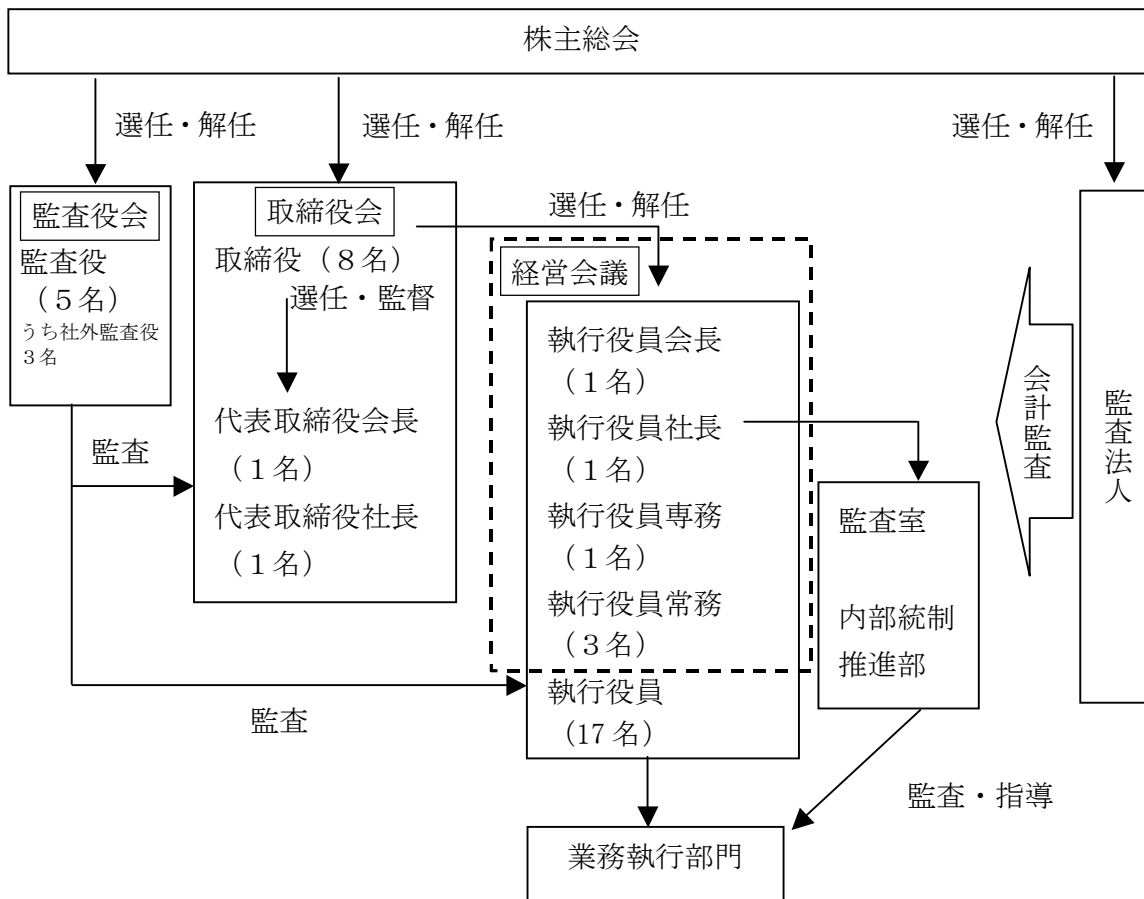 株主総会
選任・解任
選任・解任
選任・解任
監査役会
監査役
（５名）
うち社外監査役
３名
取締役会
取締役（８名）
選任・監督
代表取締役会長
（１名）
代表取締役社長
（１名）
選任・解任
経営会議
執行役員会長
（１名）
執行役員社長
（１名）
執行役員専務
（１名）
執行役員常務
（３名）
執行役員
（17名）
監査
監査
監査室
内部統制
推進部
会計監査
監査法人
監査・指導
業務執行部門